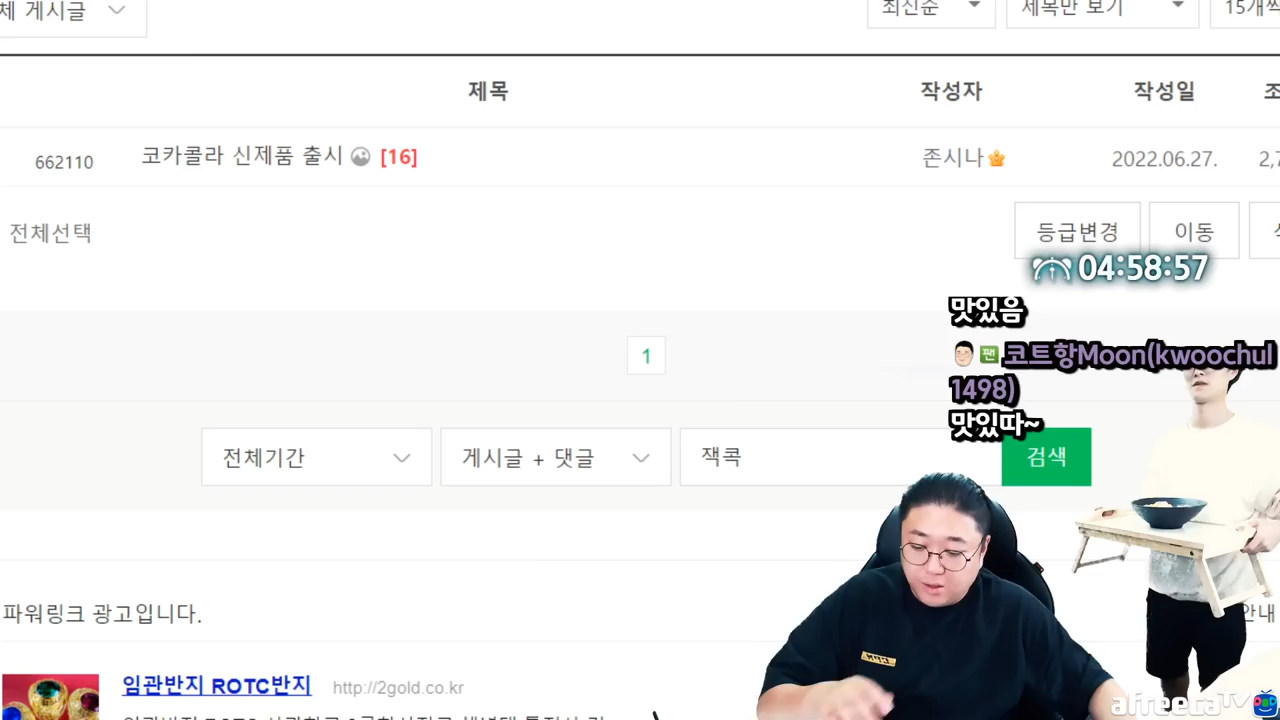 체 게시글
최신순
제목만 보기
15개씩
제목
작성자
작성일
662110
코카콜라 신제품 출시
[16]
존시나
2022.06.27.
전체선택
등급변경
이동
04:58:57
맛있음
팬 코트항Moon(kwoochul
1498)
맛있따~
1
전체기간
게시글 + 댓글
잭콕
검색
파워링크 광고입니다.
안내
임관반지 ROTC반지
http://2gold.co.kr
afreecaTV